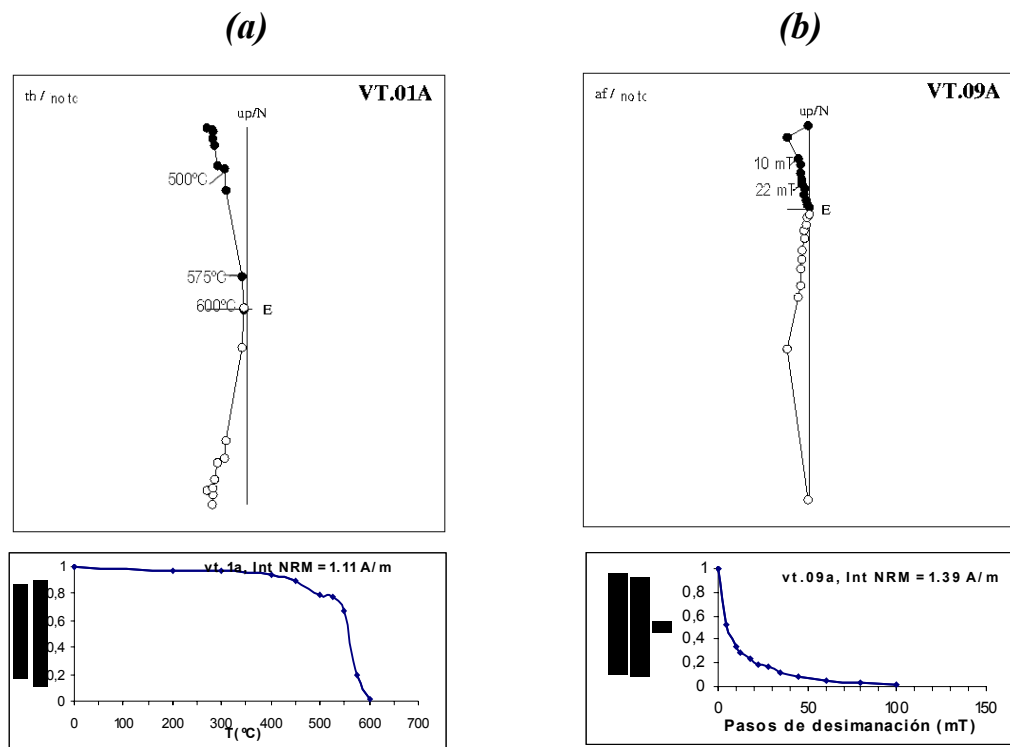 (a)
th / no tc
VT.01A
up/N
500ºC
575ºC
600ºC
E
vt. 1a, Int NRM = 1.11 A/m
1
0,8
0,6
0,4
0,2
0
0 100 200 300 400 500 600 700
T(ºC)
(b)
af / no tc
VT.09A
up/N
10 mT
22 mT
E
vt.09a, Int NRM = 1.39 A/m
1
0,8
0,6
0,4
0,2
0
0 50 100 150
Pasos de desimanación (mT)